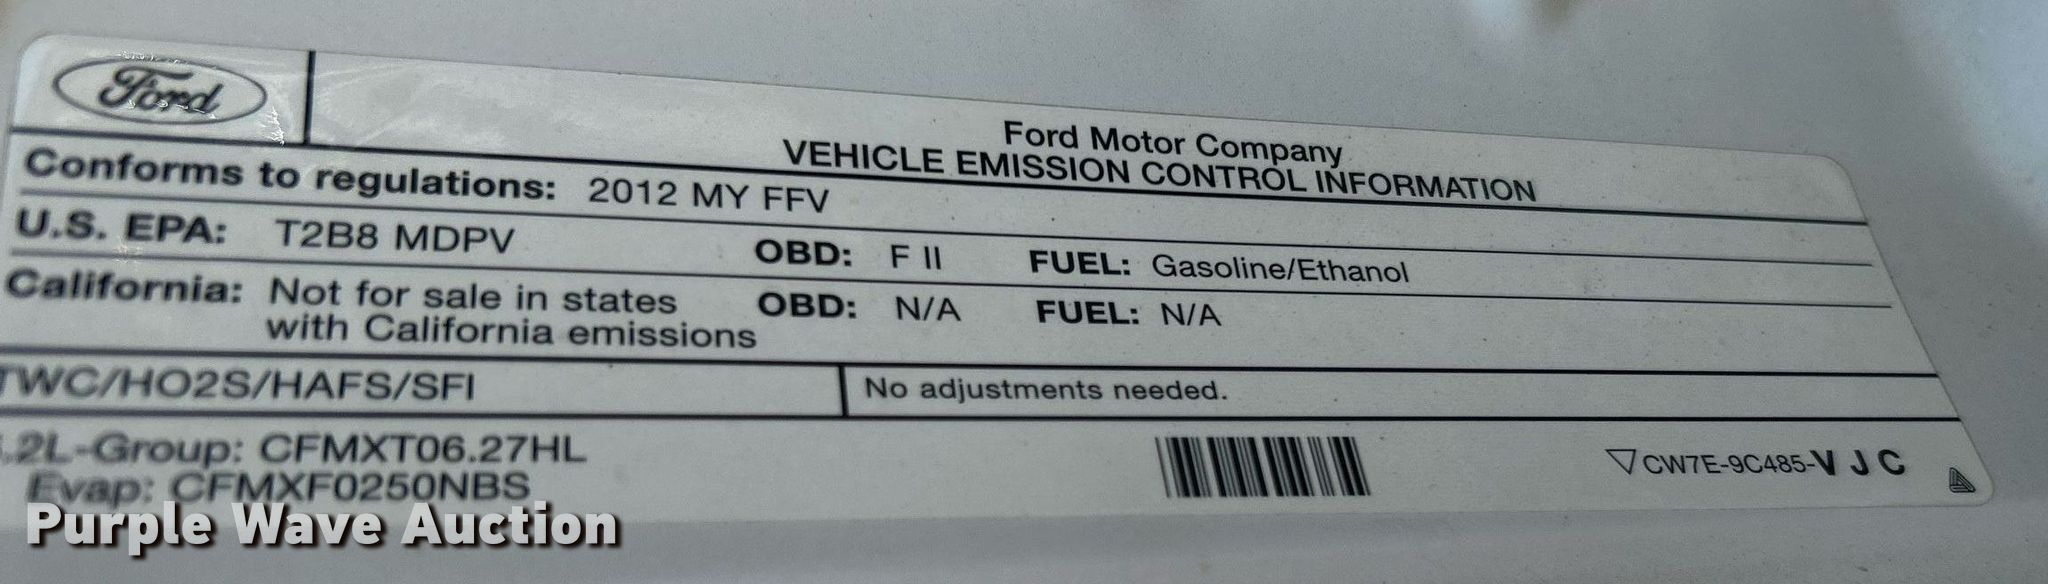 Ford
Ford Motor Company
VEHICLE EMISSION CONTROL INFORMATION
Conforms to regulations: 2012 MY FFV
U.S. EPA: T2B8 MDPV OBD: F II FUEL: Gasoline/Ethanol
California: Not for sale in states with California emissions OBD: N/A FUEL: N/A
TWC/HO2S/HAFS/SFI No adjustments needed.
.2L-Group: CFMXT06.27HL
Evap: CFMXF0250NBS
CW7E-9C485-V J C
Purple Wave Auction